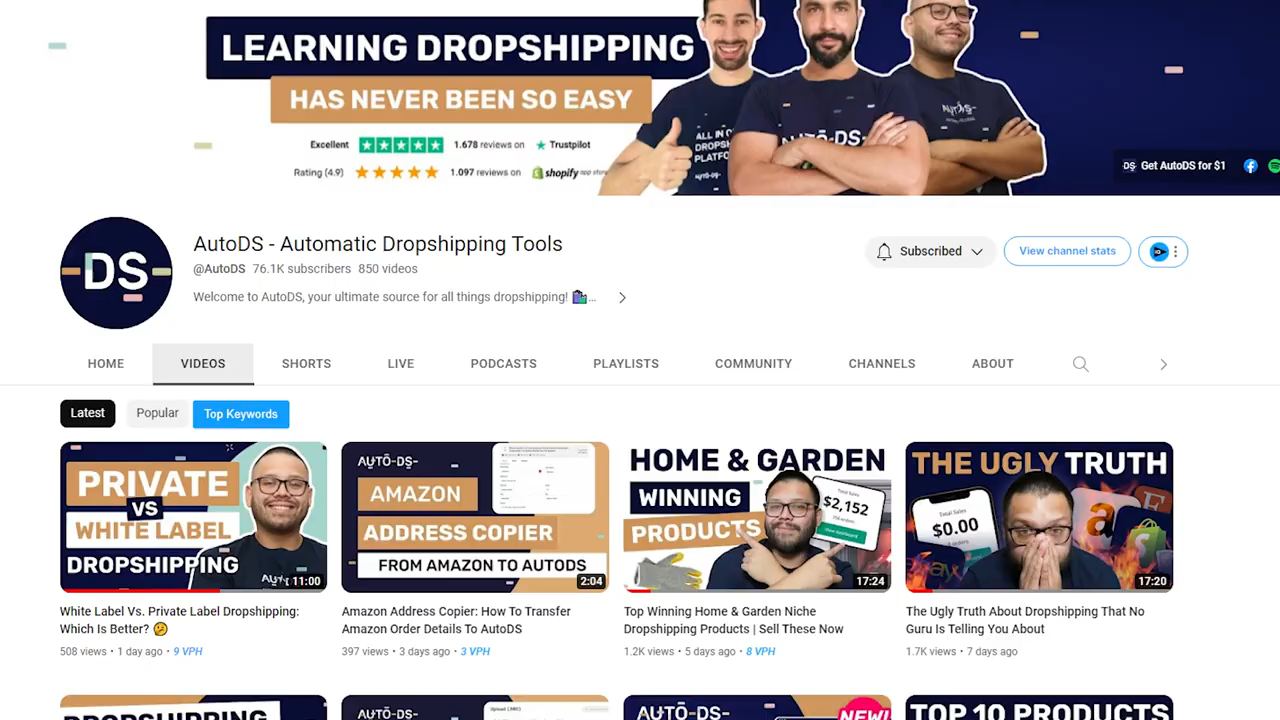 LEARNING DROPSHIPPING
HAS NEVER BEEN SO EASY
Excellent 1.678 reviews on Trustpilot
Rating (4.9) 1.097 reviews on shopify app store
AUTO-DS-
DS Get AutoDS for $1
DS
AutoDS - Automatic Dropshipping Tools
@AutoDS 76.1K subscribers 850 videos
Welcome to AutoDS, your ultimate source for all things dropshipping! 🛍️...
Subscribed
View channel stats
HOME VIDEOS SHORTS LIVE PODCASTS PLAYLISTS COMMUNITY CHANNELS ABOUT
Latest Popular Top Keywords
PRIVATE
VS
WHITE LABEL
DROPSHIPPING
11:00
White Label Vs. Private Label Dropshipping:
Which Is Better? 🤔
508 views • 1 day ago • 9 VPH
AUTO-DS-
AMAZON
ADDRESS COPIER
FROM AMAZON TO AUTODS
2:04
Amazon Address Copier: How To Transfer
Amazon Order Details To AutoDS
397 views • 3 days ago • 3 VPH
HOME & GARDEN
WINNING
PRODUCTS
Total Sales
$2,152
17:24
Top Winning Home & Garden Niche
Dropshipping Products | Sell These Now
1.2K views • 5 days ago • 8 VPH
THE UGLY TRUTH
Total Sales
$0.00
17:20
The Ugly Truth About Dropshipping That No
Guru Is Telling You About
1.7K views • 7 days ago
DROPSHIPPING
AUTO-DS-
AUTO-DS-
NEW!
TOP 10 PRODUCTS